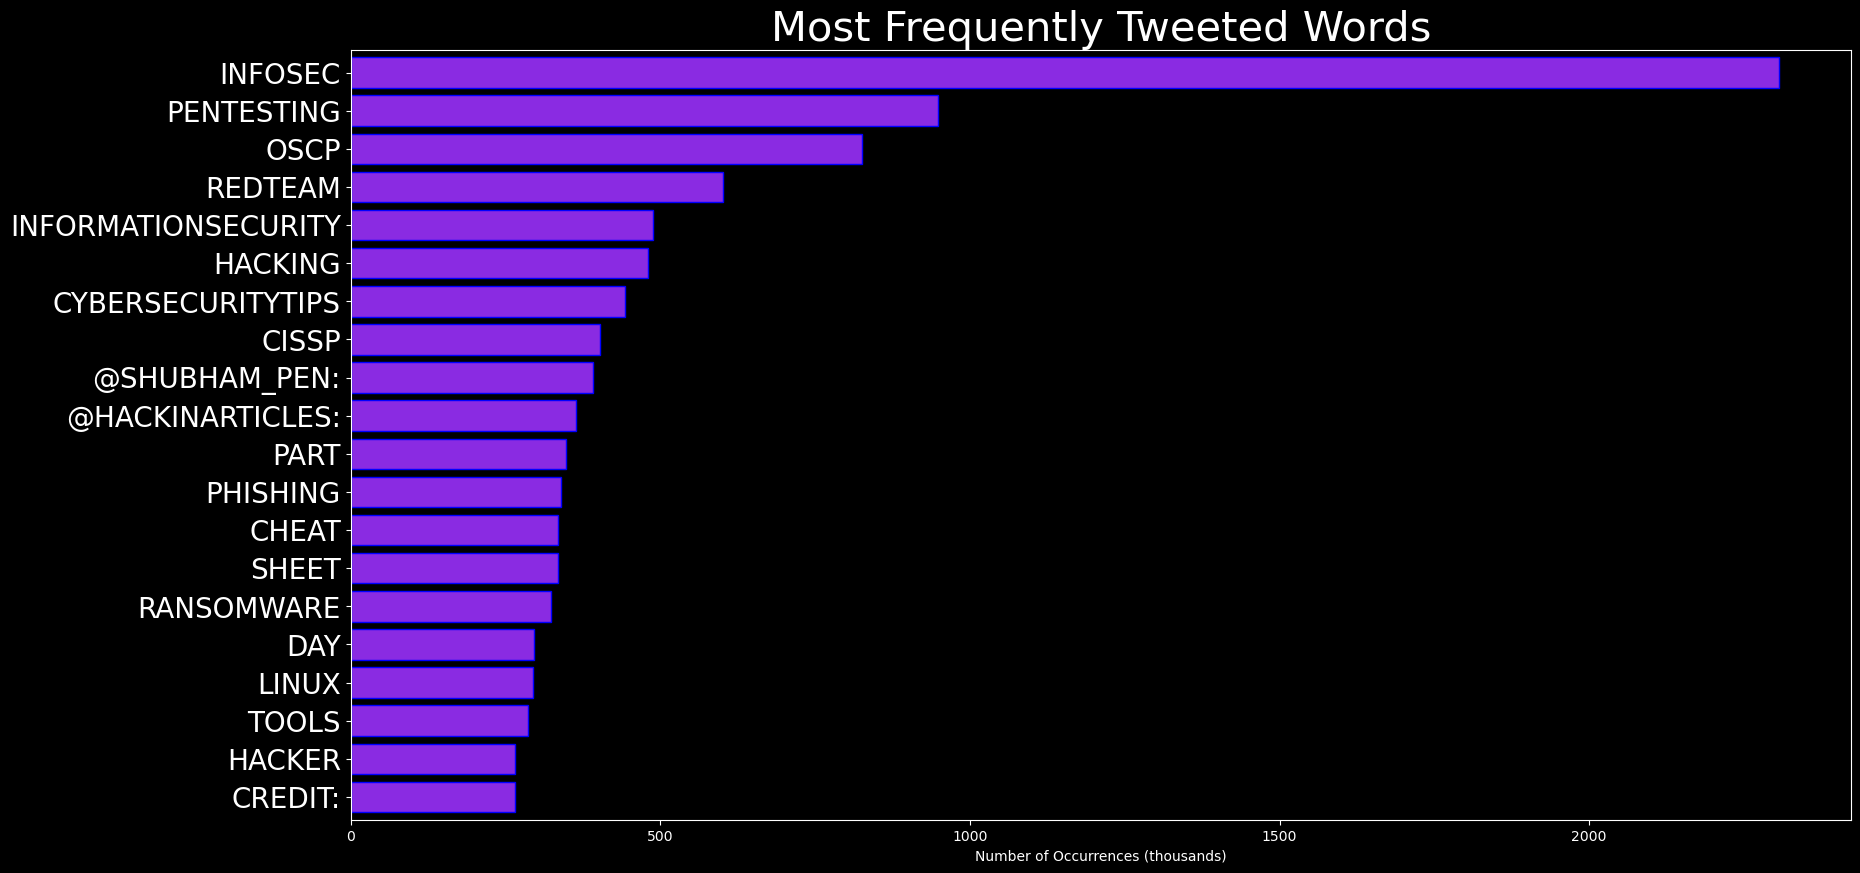 Most Frequently Tweeted Words
INFOSEC
PENTESTING
OSCP
REDTEAM
INFORMATIONSECURITY
HACKING
CYBERSECURITYTIPS
CISSP
@SHUBHAM_PEN:
@HACKINARTICLES:
PART
PHISHING
CHEAT
SHEET
RANSOMWARE
DAY
LINUX
TOOLS
HACKER
CREDIT:
0 500 1000 1500 2000
Number of Occurrences (thousands)